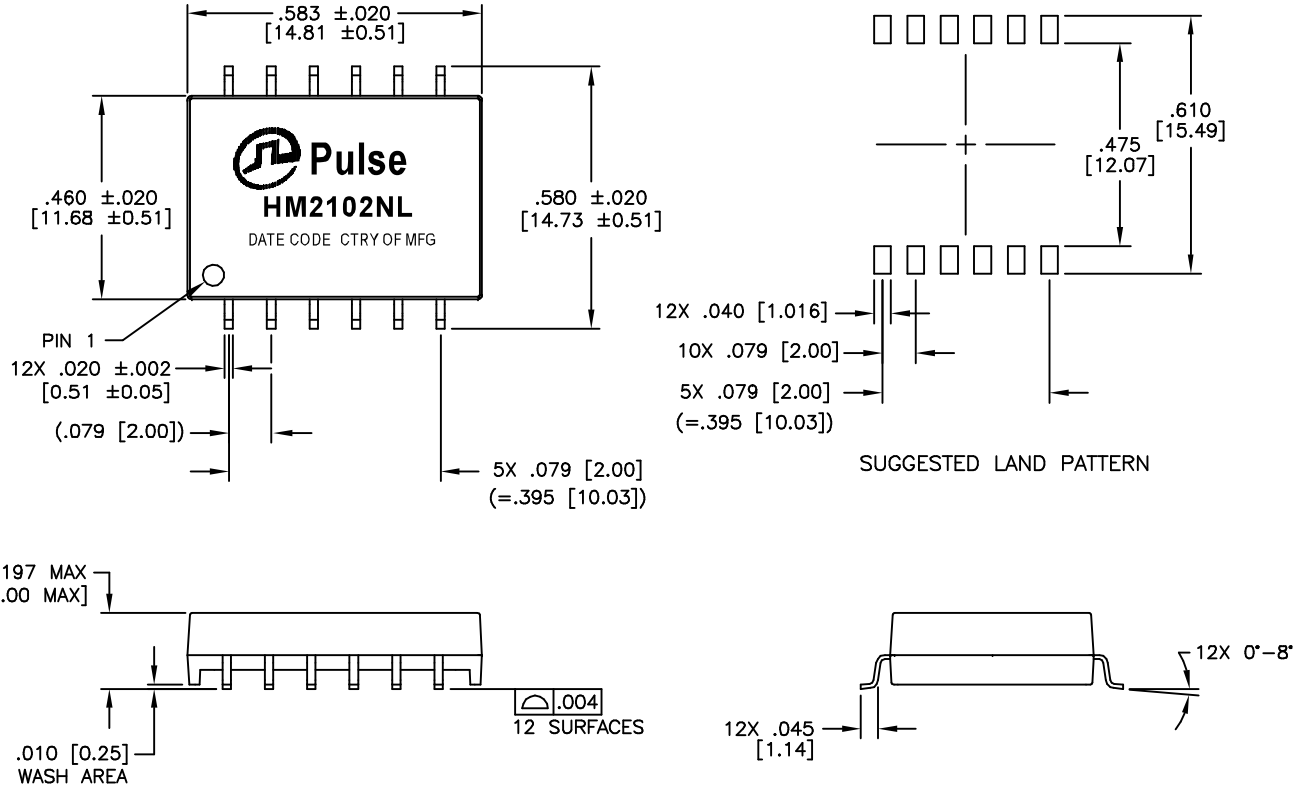 .583 ±.020
[14.81 ±0.51]
.460 ±.020
[11.68 ±0.51]
Pulse
HM2102NL
DATE CODE CTRY OF MFG
.580 ±.020
[14.73 ±0.51]
PIN 1
12X .020 ±.002
[0.51 ±0.05]
(.079 [2.00])
5X .079 [2.00]
(=.395 [10.03])
.610
[15.49]
.475
[12.07]
12X .040 [1.016]
10X .079 [2.00]
5X .079 [2.00]
(=.395 [10.03])
SUGGESTED LAND PATTERN
197 MAX
.00 MAX]
.010 [0.25]
WASH AREA
.004
12 SURFACES
12X 0°-8°
12X .045
[1.14]